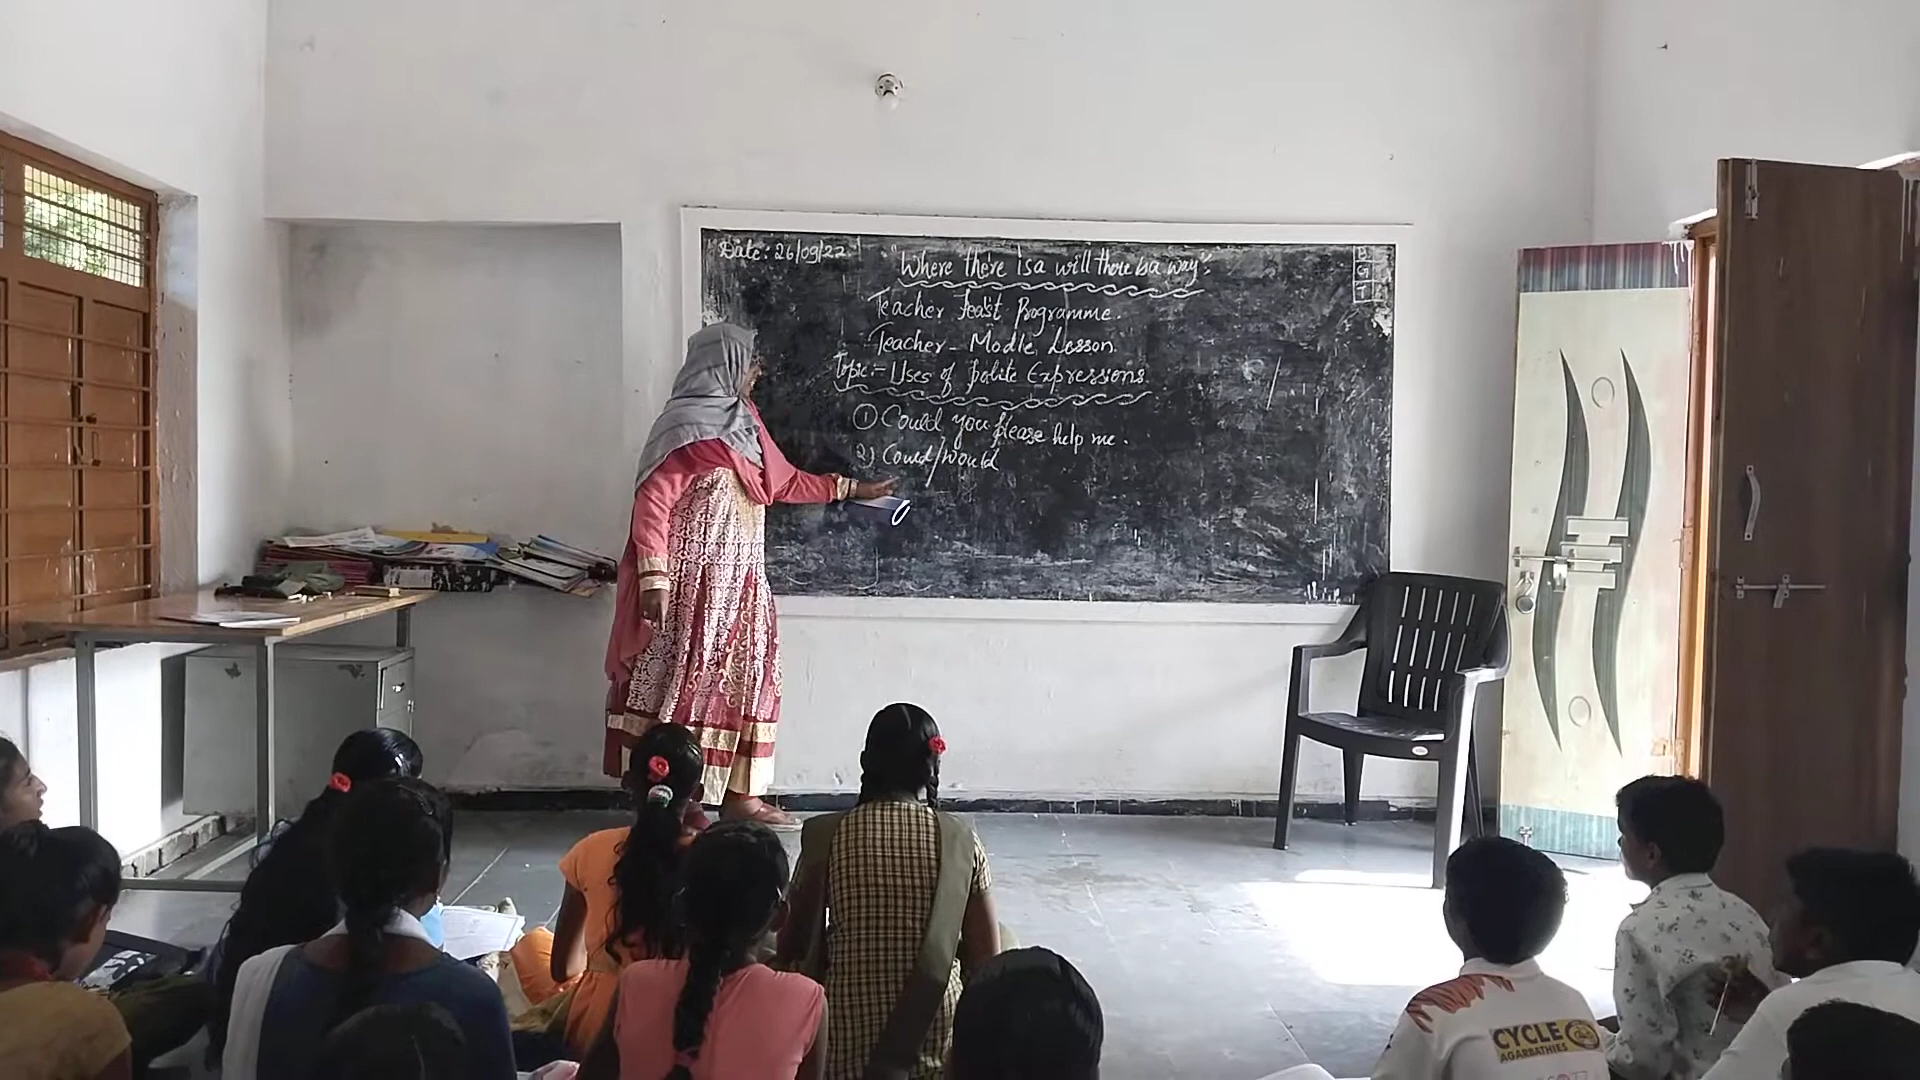 Date: 26/09/22
"Where there is a will there is a way".
B
G
T
Teacher Feast Programme.
Teacher - Modle Lesson
Topic:- Uses of Polite Expressions
① Could you please help me.
2) Could/Would
CYCLE
AGARBATHIES